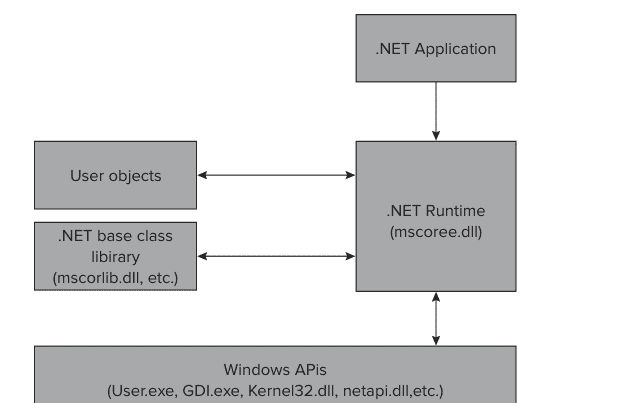 .NET Application
User objects
.NET Runtime
(mscoree.dll)
.NET base class
libirary
(mscorlib.dll, etc.)
Windows APis
(User.exe, GDI.exe, Kernel32.dll, netapi.dll,etc.)